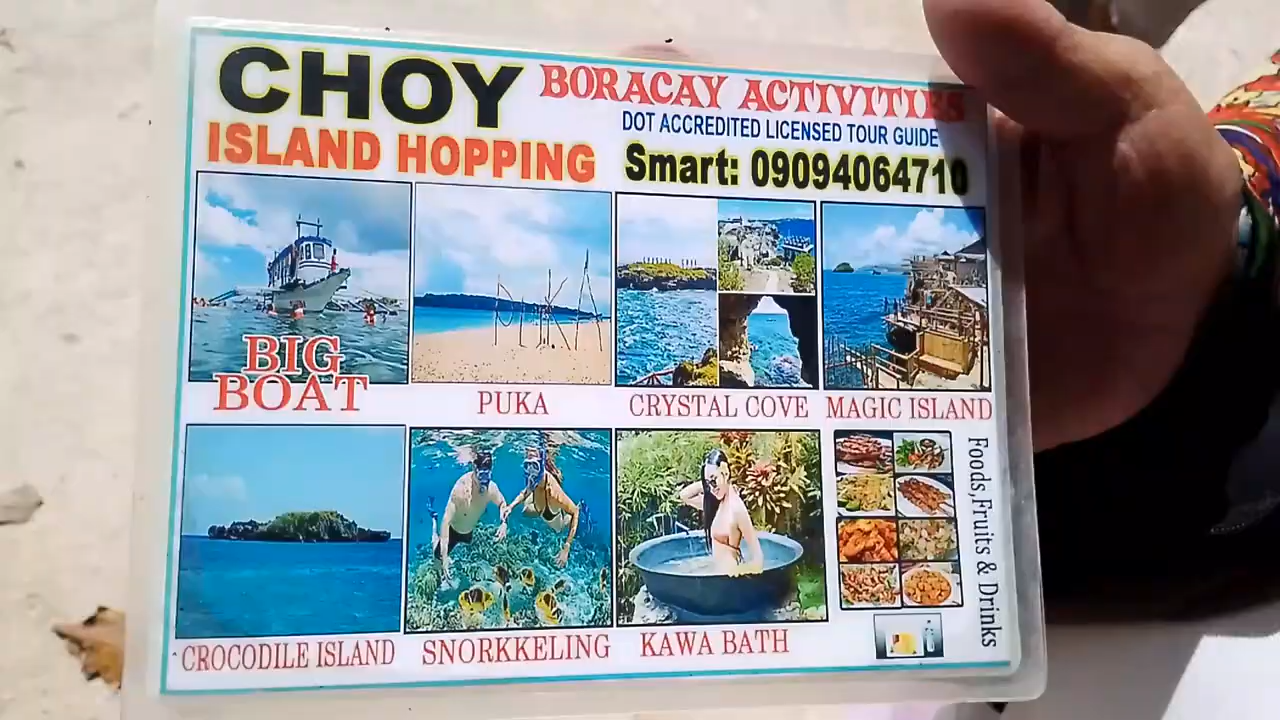 CHOY
BORACAY ACTIVITIES
DOT ACCREDITED LICENSED TOUR GUIDE
ISLAND HOPPING
Smart: 09094064710
PUKA
BIG
BOAT
PUKA
CRYSTAL COVE
MAGIC ISLAND
CROCODILE ISLAND
SNORKKELING
KAWA BATH
Foods,Fruits & Drinks